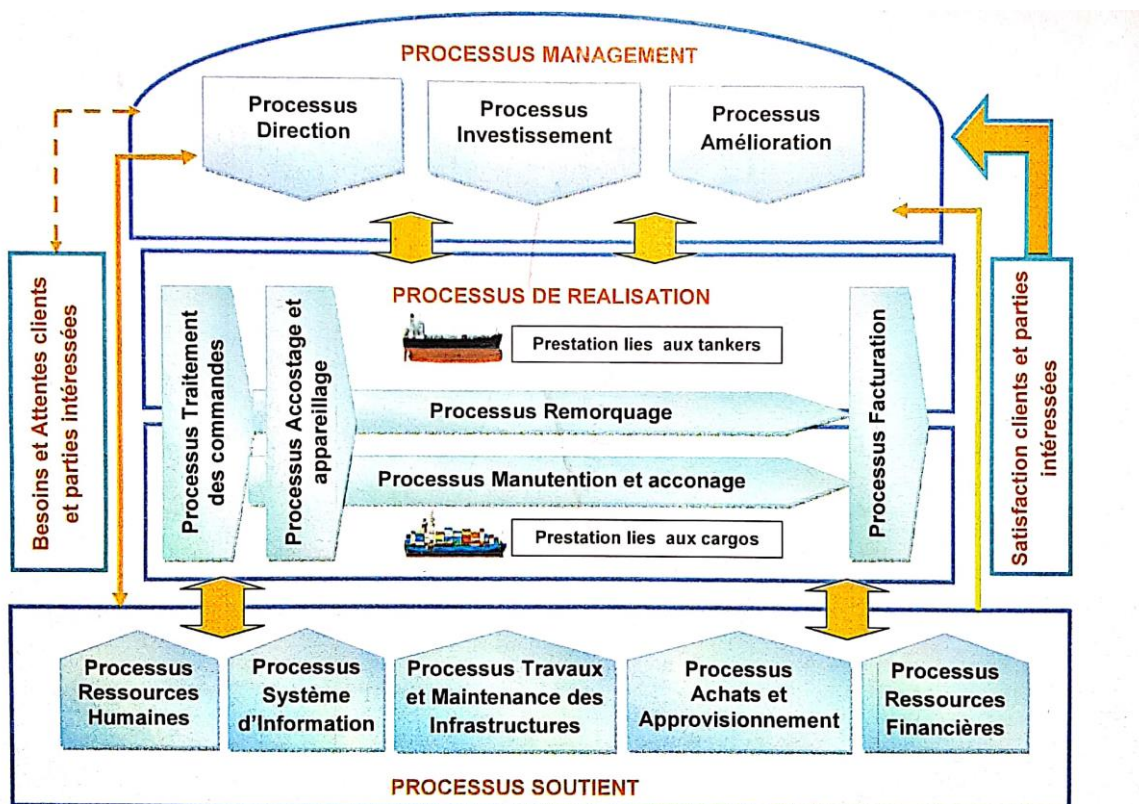 PROCESSUS MANAGEMENT
Processus
Direction
Processus
Investissement
Processus
Amélioration
Besoins et Attentes clients
et parties intéressées
Satisfaction clients et parties
intéressées
PROCESSUS DE REALISATION
Processus Traitement
des commandes
Processus Accostage et
appareillage
Prestation lies aux tankers
Processus Remorquage
Processus Manutention et acconage
Prestation lies aux cargos
Processus Facturation
Processus
Ressources
Humaines
Processus
Système
d'Information
Processus Travaux
et Maintenance des
Infrastructures
Processus
Achats et
Approvisionnement
Processus
Ressources
Financières
PROCESSUS SOUTIENT